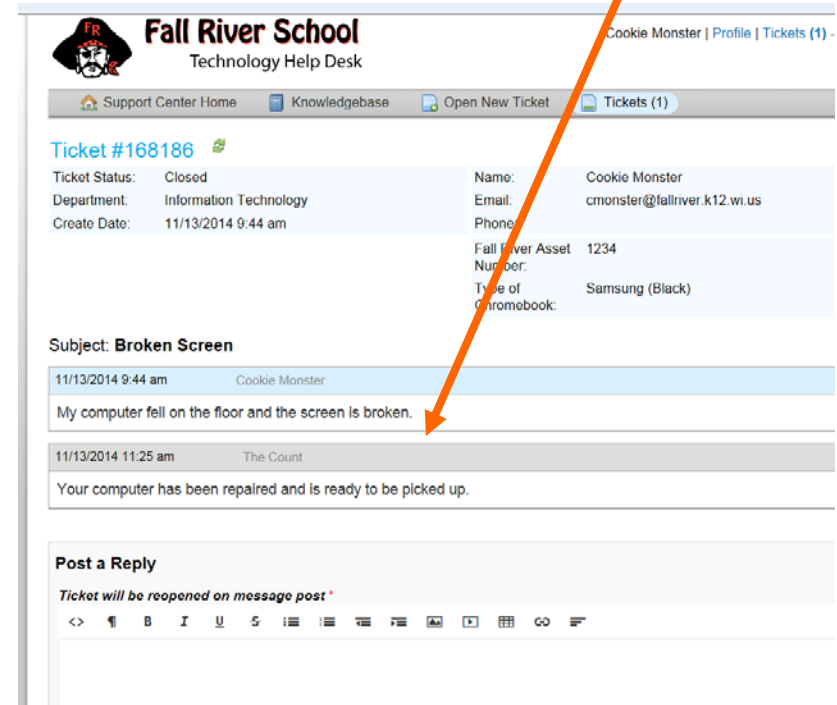 FR
Fall River School
Technology Help Desk
Cookie Monster | Profile | Tickets (1) -
Support Center Home Knowledgebase Open New Ticket Tickets (1)
Ticket #168186
Ticket Status: Closed Name: Cookie Monster
Department: Information Technology Email: cmonster@fallriver.k12.wi.us
Create Date: 11/13/2014 9:44 am Phone:
Fall River Asset 1234
Number:
Type of Samsung (Black)
Chromebook:
Subject: Broken Screen
11/13/2014 9:44 am Cookie Monster
My computer fell on the floor and the screen is broken.
11/13/2014 11:25 am The Count
Your computer has been repaired and is ready to be picked up.
Post a Reply
Ticket will be reopened on message post *
<> ¶ B I U S